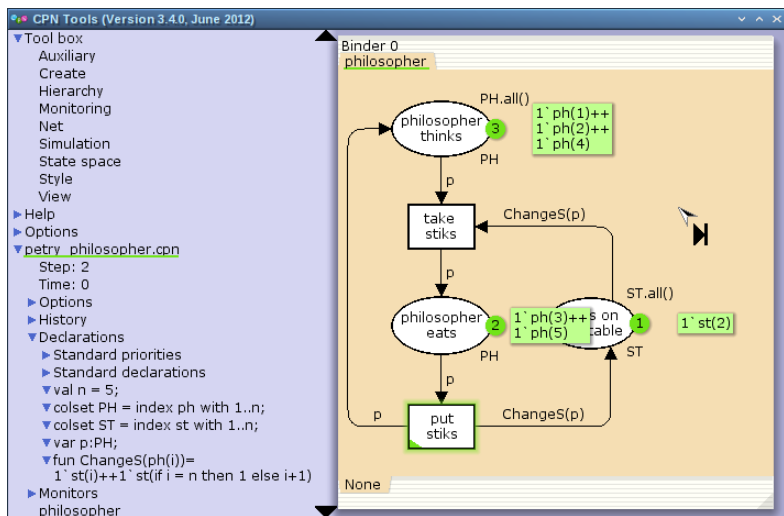 CPN Tools (Version 3.4.0, June 2012)
Tool box
Auxiliary
Create
Hierarchy
Monitoring
Net
Simulation
State space
Style
View
Help
Options
petry_philosopher.cpn
Step: 2
Time: 0
Options
History
Declarations
Standard priorities
Standard declarations
val n = 5;
colset PH = index ph with 1..n;
colset ST = index st with 1..n;
var p:PH;
fun ChangeS(ph(i))=
1`st(i)++1`st(if i = n then 1 else i+1)
Monitors
philosopher
Binder 0
philosopher
PH.all()
philosopher
thinks
3
1`ph(1)++
1`ph(2)++
1`ph(4)
PH
p
take
stiks
ChangeS(p)
p
ST.all()
philosopher
eats
2
1`ph(3)++
1`ph(5)
PH
s on
table
1
1`st(2)
ST
p
p
put
stiks
ChangeS(p)
None